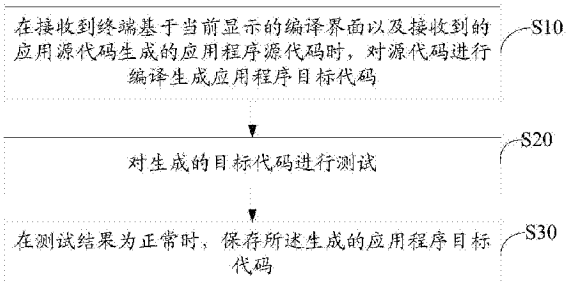 在接收到终端基于当前显示的编译界面以及接收到的
应用源代码生成的应用程序源代码时，对源代码进行
编译生成应用程序目标代码
S10
对生成的目标代码进行测试
S20
在测试结果为正常时，保存所述生成的应用程序目标
代码
S30